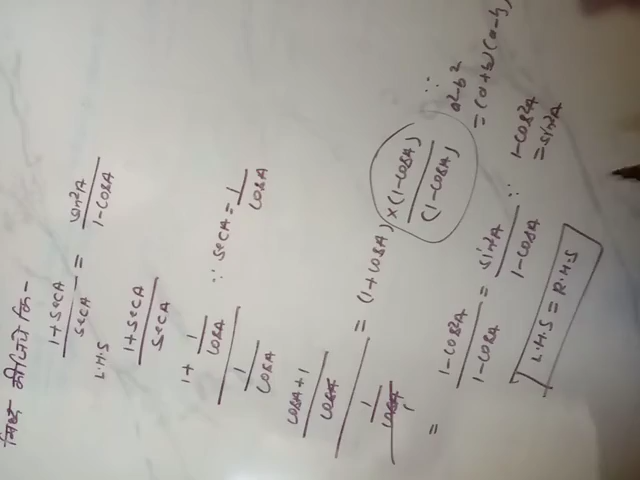 सिद्ध कीजिये कि-
(1+secA)/secA = sin²A/(1-cosA)
L.H.S
(1+secA)/secA
(1 + 1/cosA)/(1/cosA) ∵ secA = 1/cosA
((cosA+1)/cosA)/(1/cosA) = (1+cosA) × (1-cosA)/(1-cosA) ∵ a²-b² = (a+b)(a-b)
= (1-cos²A)/(1-cosA) = sin²A/(1-cosA) ∵ 1-cos²A = sin²A
L.H.S = R.H.S